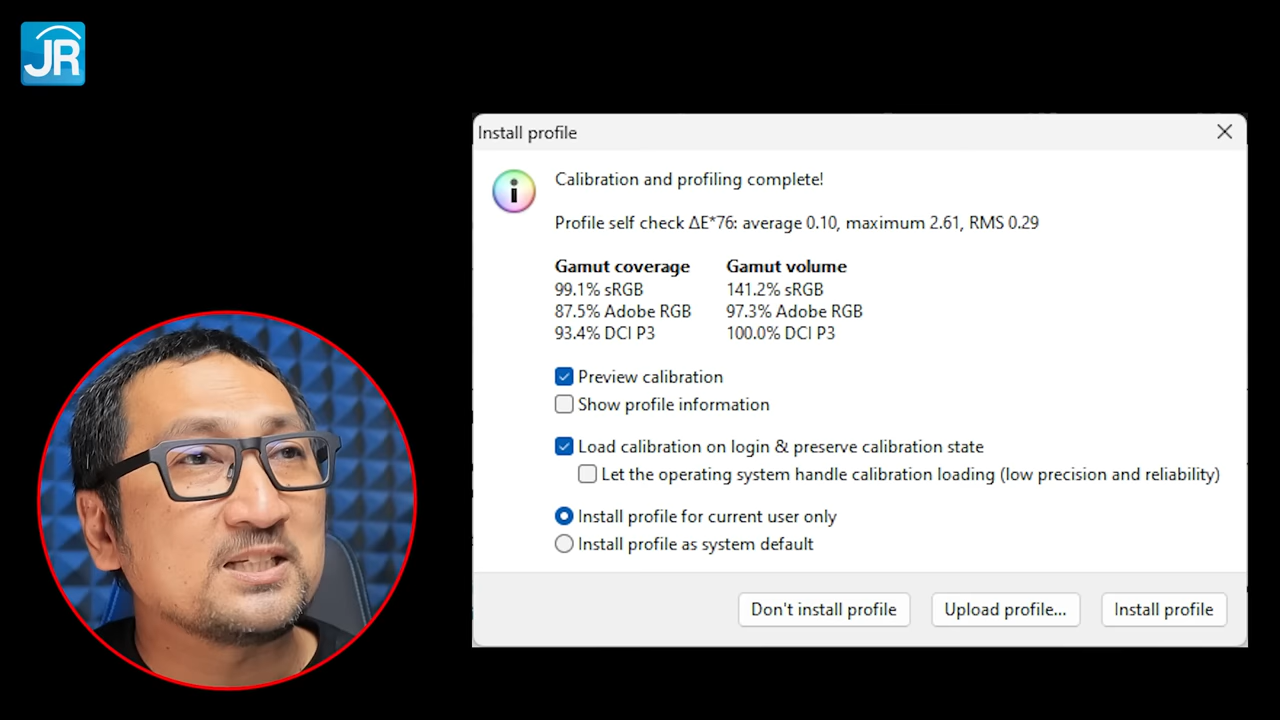 JR
Install profile
Calibration and profiling complete!
Profile self check ΔE*76: average 0.10, maximum 2.61, RMS 0.29
Gamut coverage Gamut volume
99.1% sRGB 141.2% sRGB
87.5% Adobe RGB 97.3% Adobe RGB
93.4% DCI P3 100.0% DCI P3
Preview calibration
Show profile information
Load calibration on login & preserve calibration state
Let the operating system handle calibration loading (low precision and reliability)
Install profile for current user only
Install profile as system default
Don't install profile Upload profile... Install profile